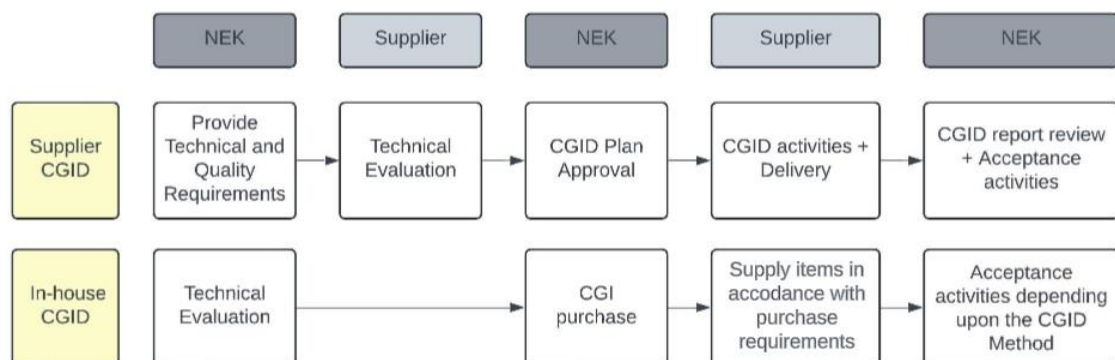 NEK
Supplier
NEK
Supplier
NEK
Supplier
CGID
Provide
Technical and
Quality
Requirements
Technical
Evaluation
CGID Plan
Approval
CGID activities +
Delivery
CGID report review
+ Acceptance
activities
In-house
CGID
Technical
Evaluation
CGI
purchase
Supply items in
accodance with
purchase
requirements
Acceptance
activities depending
upon the CGID
Method